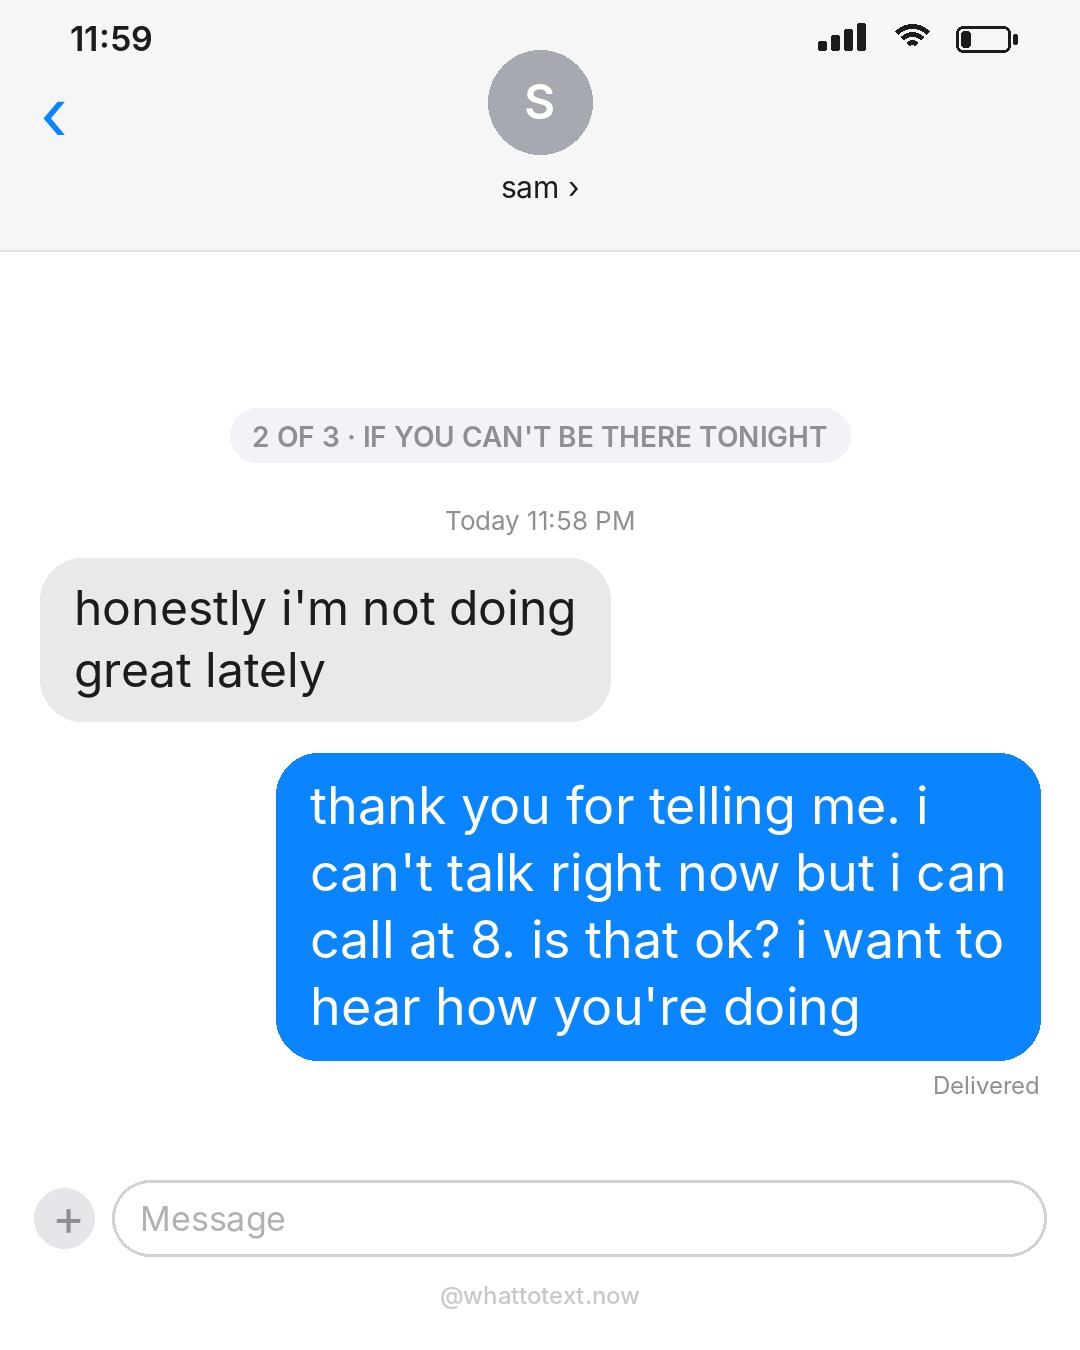 11:59
S
sam ›
2 OF 3 · IF YOU CAN'T BE THERE TONIGHT
Today 11:58 PM
honestly i'm not doing
great lately
thank you for telling me. i
can't talk right now but i can
call at 8. is that ok? i want to
hear how you're doing
Delivered
+ Message
@whattotext.now